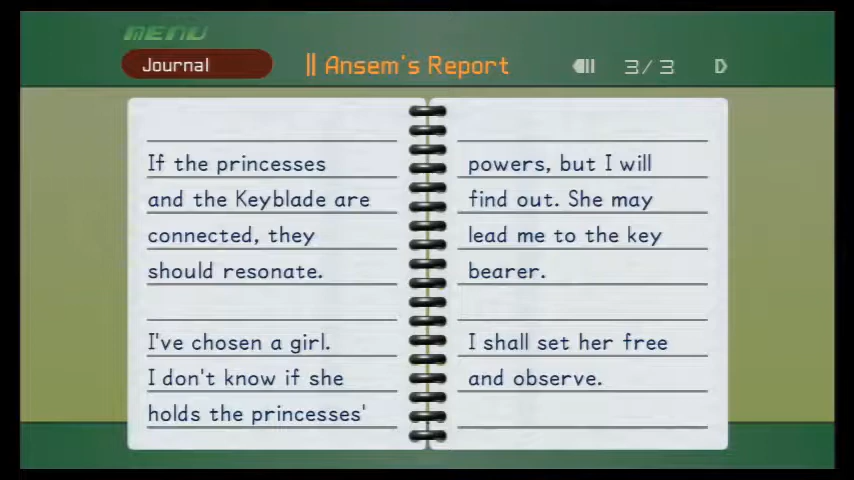 MENU
Journal
Ansem's Report
3/3
If the princesses
and the Keyblade are
connected, they
should resonate.
I've chosen a girl.
I don't know if she
holds the princesses'
powers, but I will
find out. She may
lead me to the key
bearer.
I shall set her free
and observe.